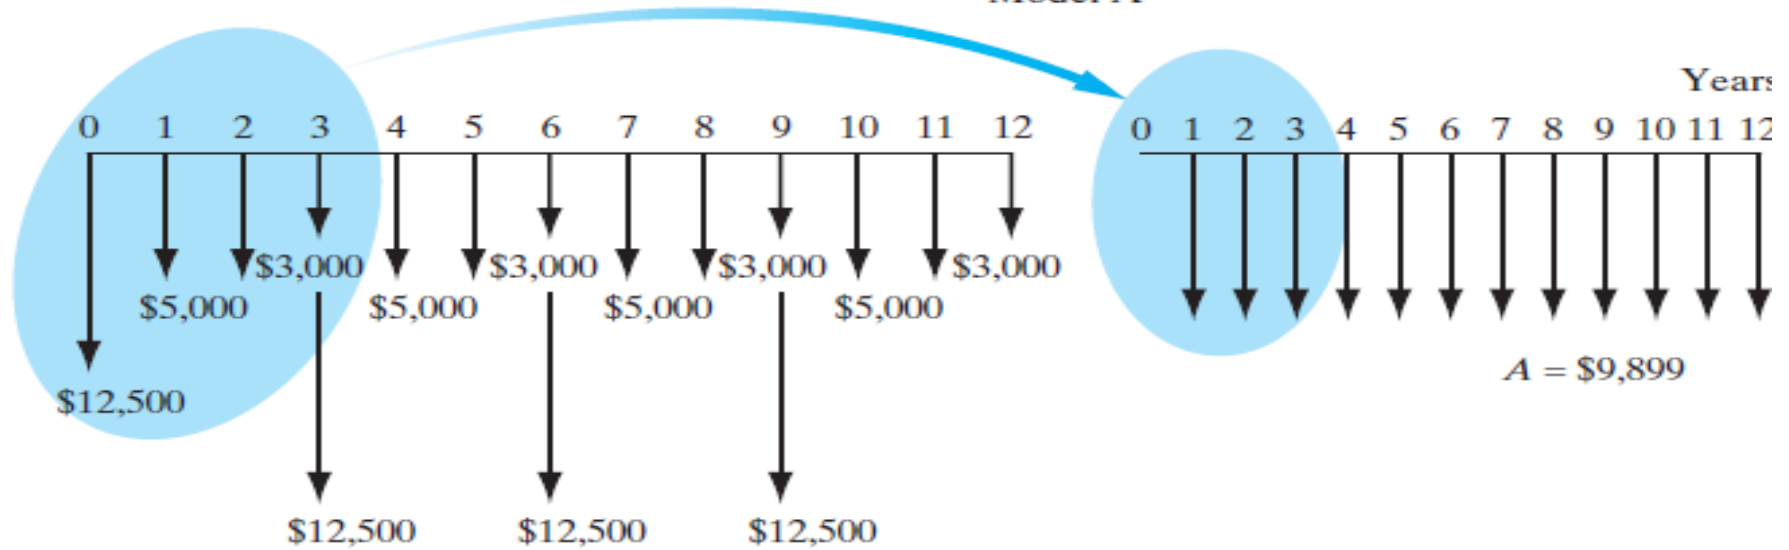 Years
0 1 2 3 4 5 6 7 8 9 10 11 12
0 1 2 3 4 5 6 7 8 9 10 11 12
$3,000 $3,000 $3,000 $3,000
$5,000 $5,000 $5,000 $5,000
A = $9,899
$12,500
$12,500 $12,500 $12,500